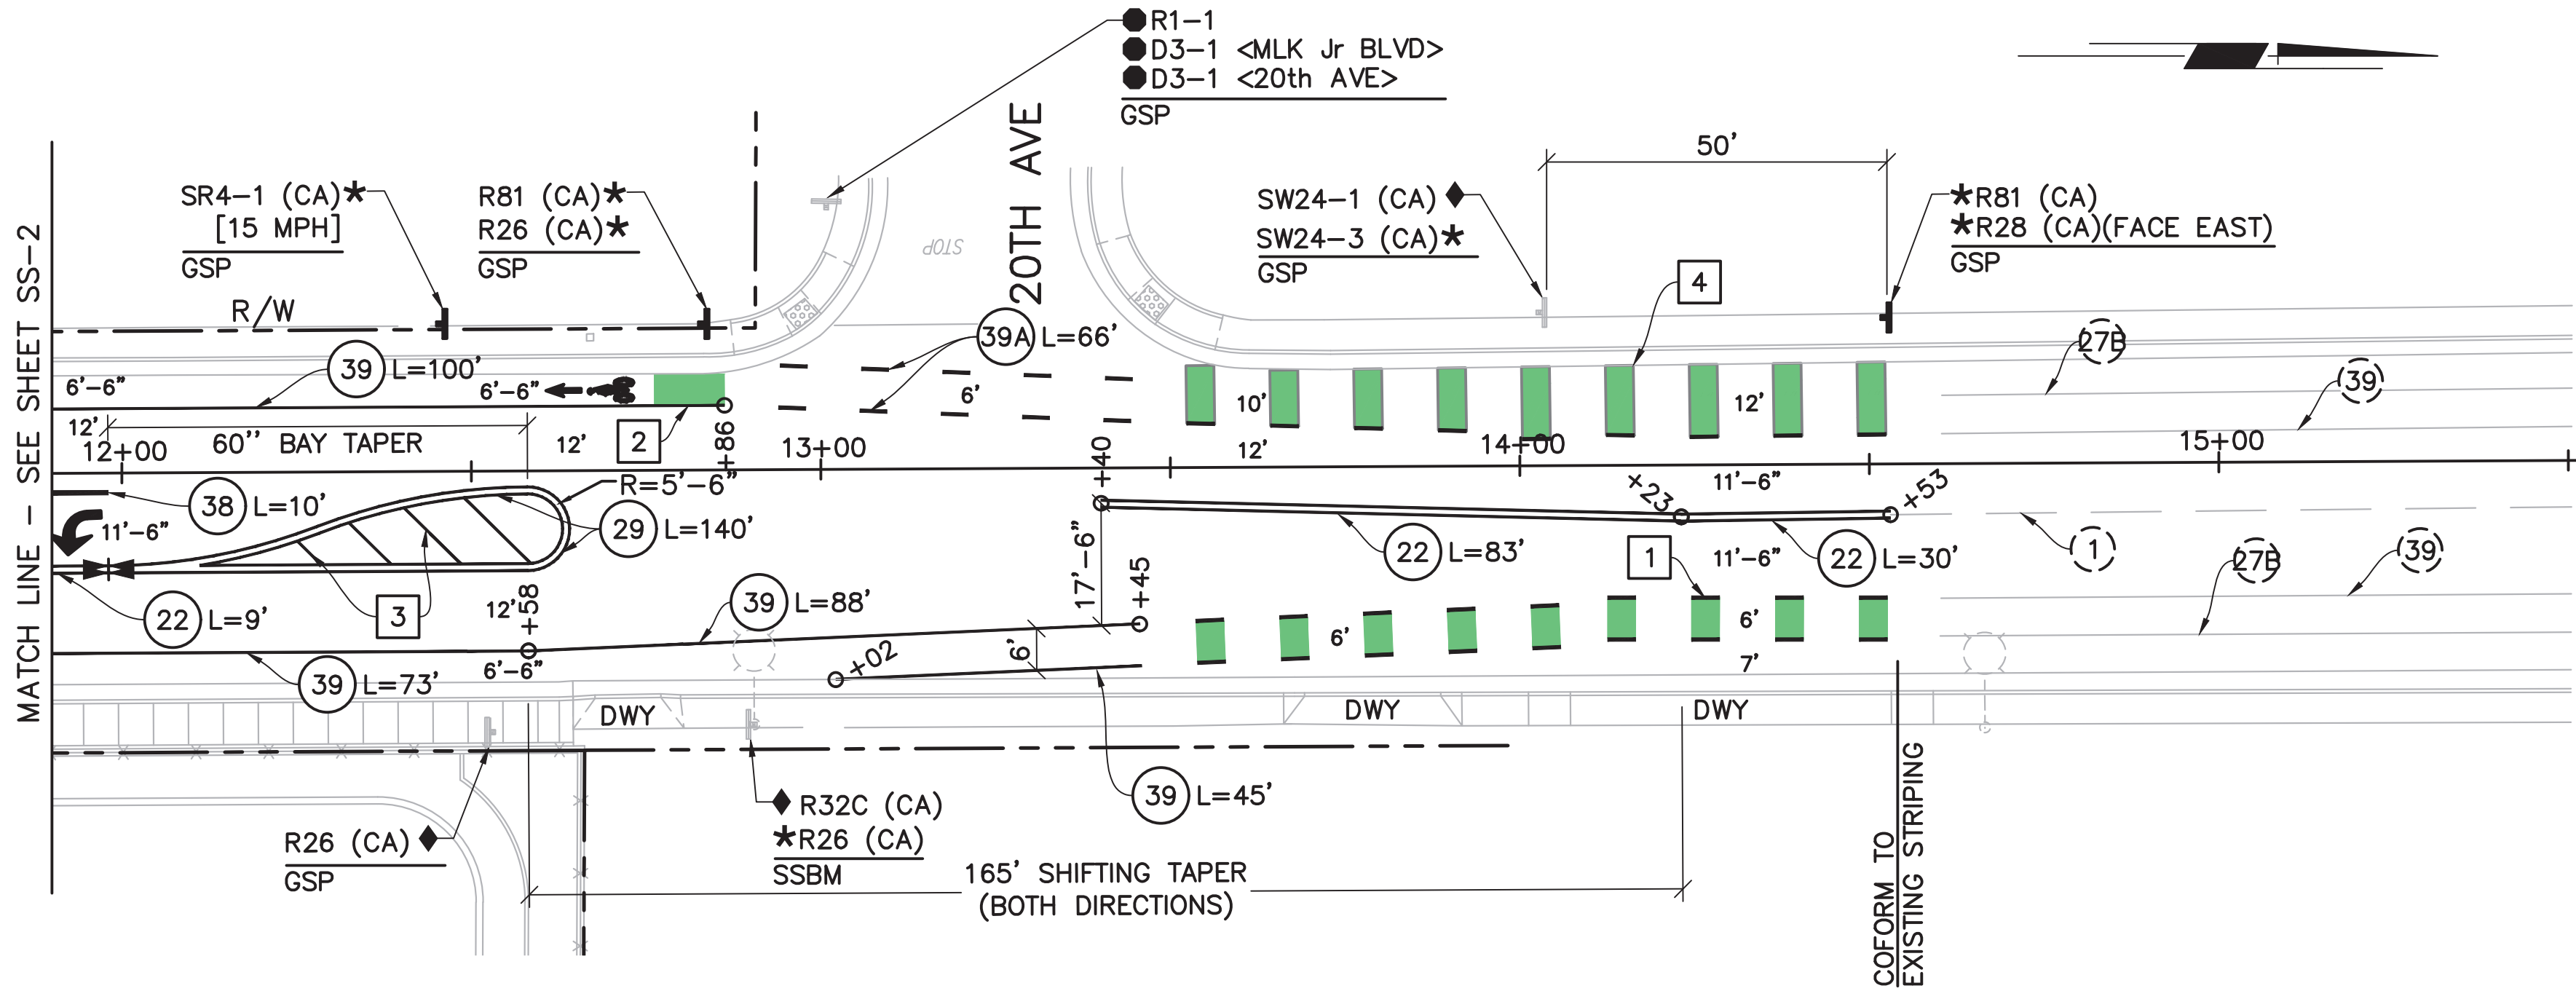 R1-1
D3-1 <MLK Jr BLVD>
D3-1 <20th AVE>
GSP
20TH AVE
STOP
50'
SR4-1 (CA)*
[15 MPH]
GSP
R81 (CA)*
R26 (CA)*
GSP
SW24-1 (CA)
SW24-3 (CA)*
GSP
*R81 (CA)
*R28 (CA)(FACE EAST)
GSP
MATCH LINE - SEE SHEET SS-2
R/W
4
39A L=66'
27B
39 L=100'
6'-6"
6'-6"
6'
10'
12'
39
12'
12+00
60'' BAY TAPER
12'
2
+86
13+00
+40
12'
14+00
15+00
R=5'-6"
38 L=10'
11'-6"
29 L=140'
+23
11'-6"
+53
17'-6"
22 L=83'
1
11'-6"
22 L=30'
1
27B
39
+45
22 L=9'
3
12'
+58
39 L=88'
6'
6'
7'
39 L=73'
6'-6"
+02
6'
DWY
DWY
DWY
39 L=45'
R26 (CA)
GSP
R32C (CA)
*R26 (CA)
SSBM
165' SHIFTING TAPER
(BOTH DIRECTIONS)
COFORM TO
EXISTING STRIPING